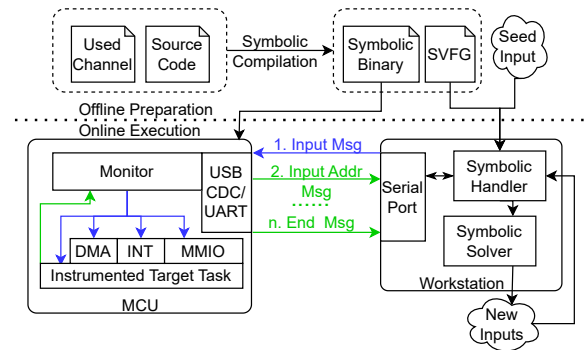 Used
Channel
Source
Code
Symbolic
Compilation
Symbolic
Binary
SVFG
Seed
Input
Offline Preparation
Online Execution
Monitor
USB
CDC/
UART
1. Input Msg
2. Input Addr
Msg
......
n. End Msg
Serial
Port
Symbolic
Handler
Symbolic
Solver
DMA
INT
MMIO
Instrumented Target Task
MCU
Workstation
New
Inputs